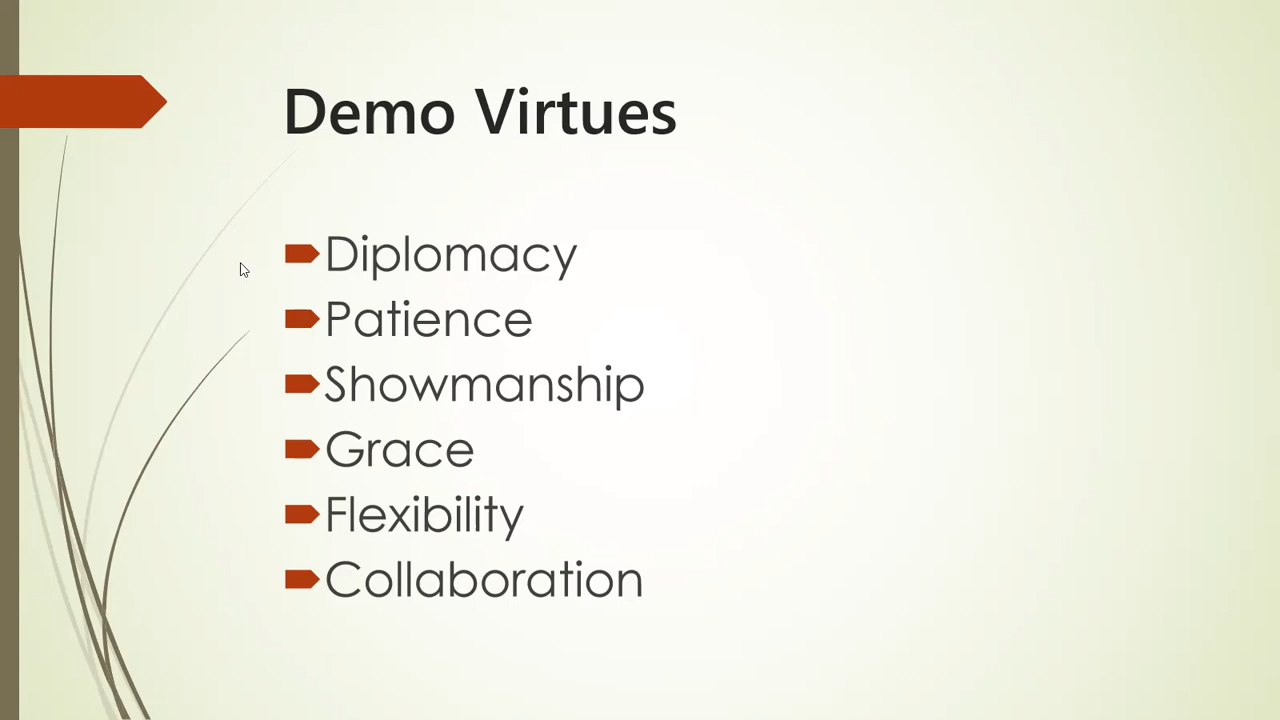 Demo Virtues
Diplomacy
Patience
Showmanship
Grace
Flexibility
Collaboration